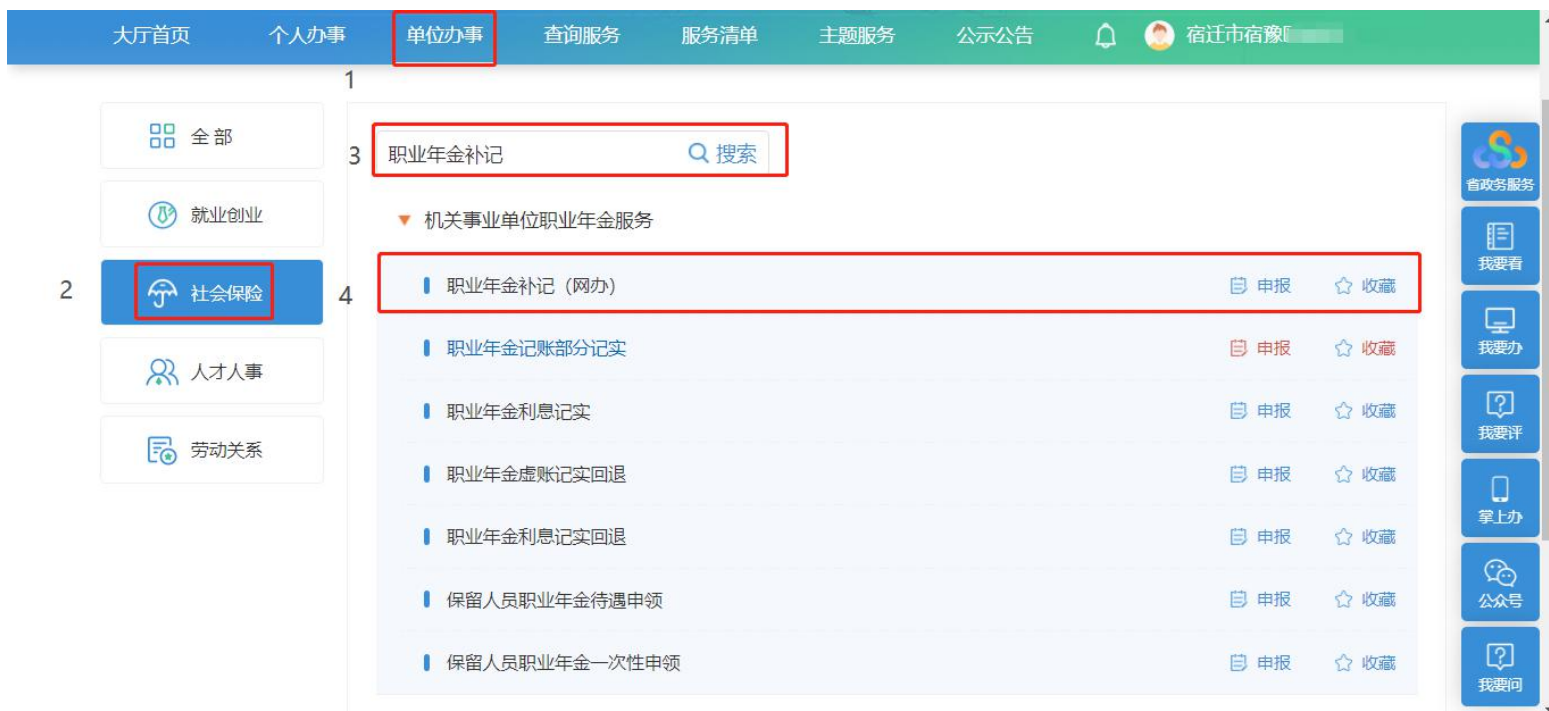 大厅首页 个人办事 单位办事 查询服务 服务清单 主题服务 公示公告 宿迁市宿豫
1
全部
就业创业
2 社会保险
人才人事
劳动关系
3 职业年金补记 搜索
机关事业单位职业年金服务
4 职业年金补记（网办） 申报 收藏
职业年金记账部分记实 申报 收藏
职业年金利息记实 申报 收藏
职业年金虚账记实回退 申报 收藏
职业年金利息记实回退 申报 收藏
保留人员职业年金待遇申领 申报 收藏
保留人员职业年金一次性申领 申报 收藏
省政务服务
我要看
我要办
我要评
掌上办
公众号
我要问